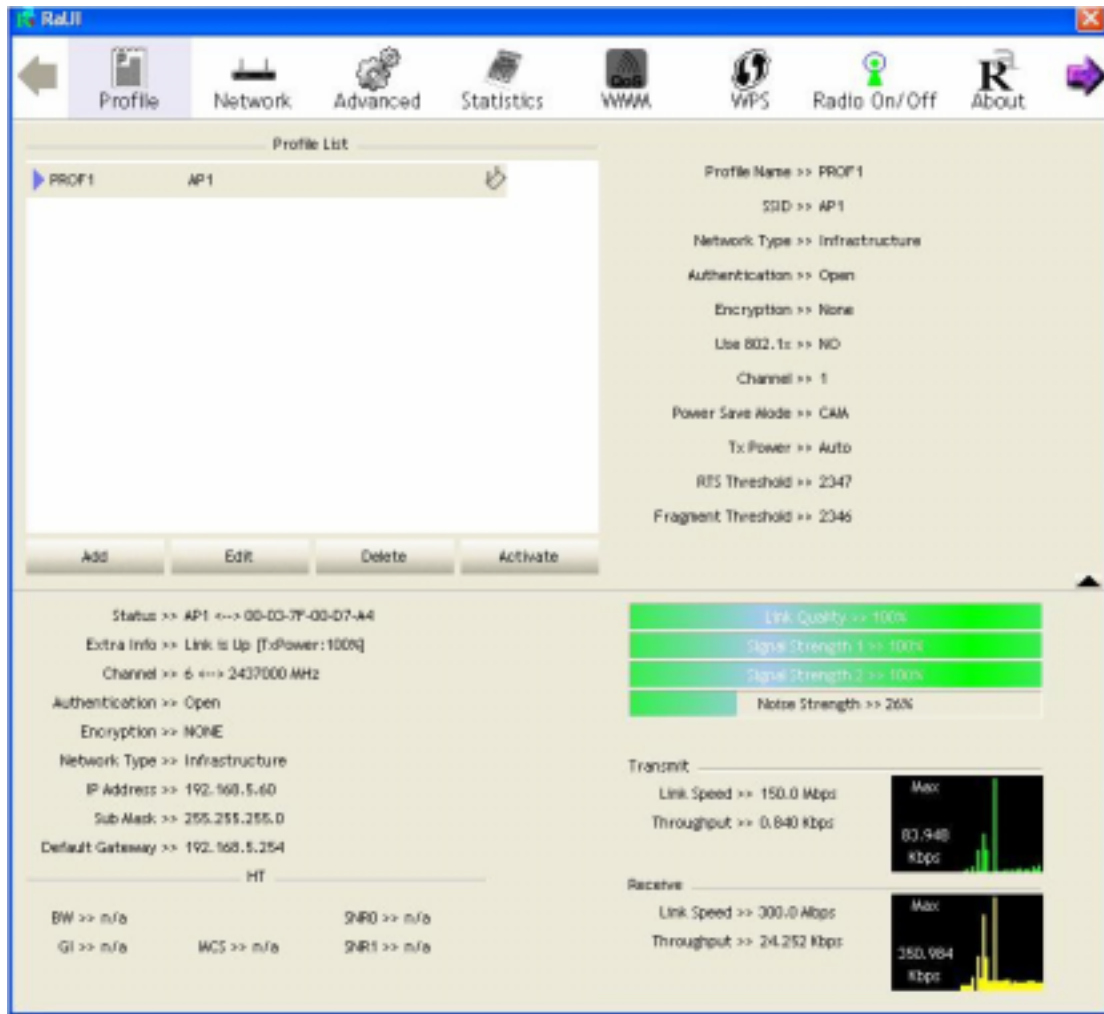 RaUI
Profile
Network
Advanced
Statistics
QoS
WMM
WPS
Radio On/Off
R
About
Profile List
PROF1 AP1
Add
Edit
Delete
Activate
Profile Name >> PROF1
SSID >> AP1
Network Type >> Infrastructure
Authentication >> Open
Encryption >> None
Use 802.1x >> NO
Channel >> 1
Power Save Mode >> CAM
Tx Power >> Auto
RTS Threshold >> 2347
Fragment Threshold >> 2346
Status >> AP1 <--> 00-03-7F-00-D7-A4
Extra Info >> Link is Up [TxPower:100%]
Channel >> 6 <--> 2437000 MHz
Authentication >> Open
Encryption >> NONE
Network Type >> Infrastructure
IP Address >> 192.168.5.60
Sub Mask >> 255.255.255.0
Default Gateway >> 192.168.5.254
HT
BW >> n/a
SNR0 >> n/a
GI >> n/a
MCS >> n/a
SNR1 >> n/a
Link Quality >> 100%
Signal Strength 1 >> 100%
Signal Strength 2 >> 100%
Noise Strength >> 26%
Transmit
Link Speed >> 150.0 Mbps
Throughput >> 0.840 Kbps
Max
83.948
Kbps
Receive
Link Speed >> 300.0 Mbps
Throughput >> 24.252 Kbps
Max
350.984
Kbps